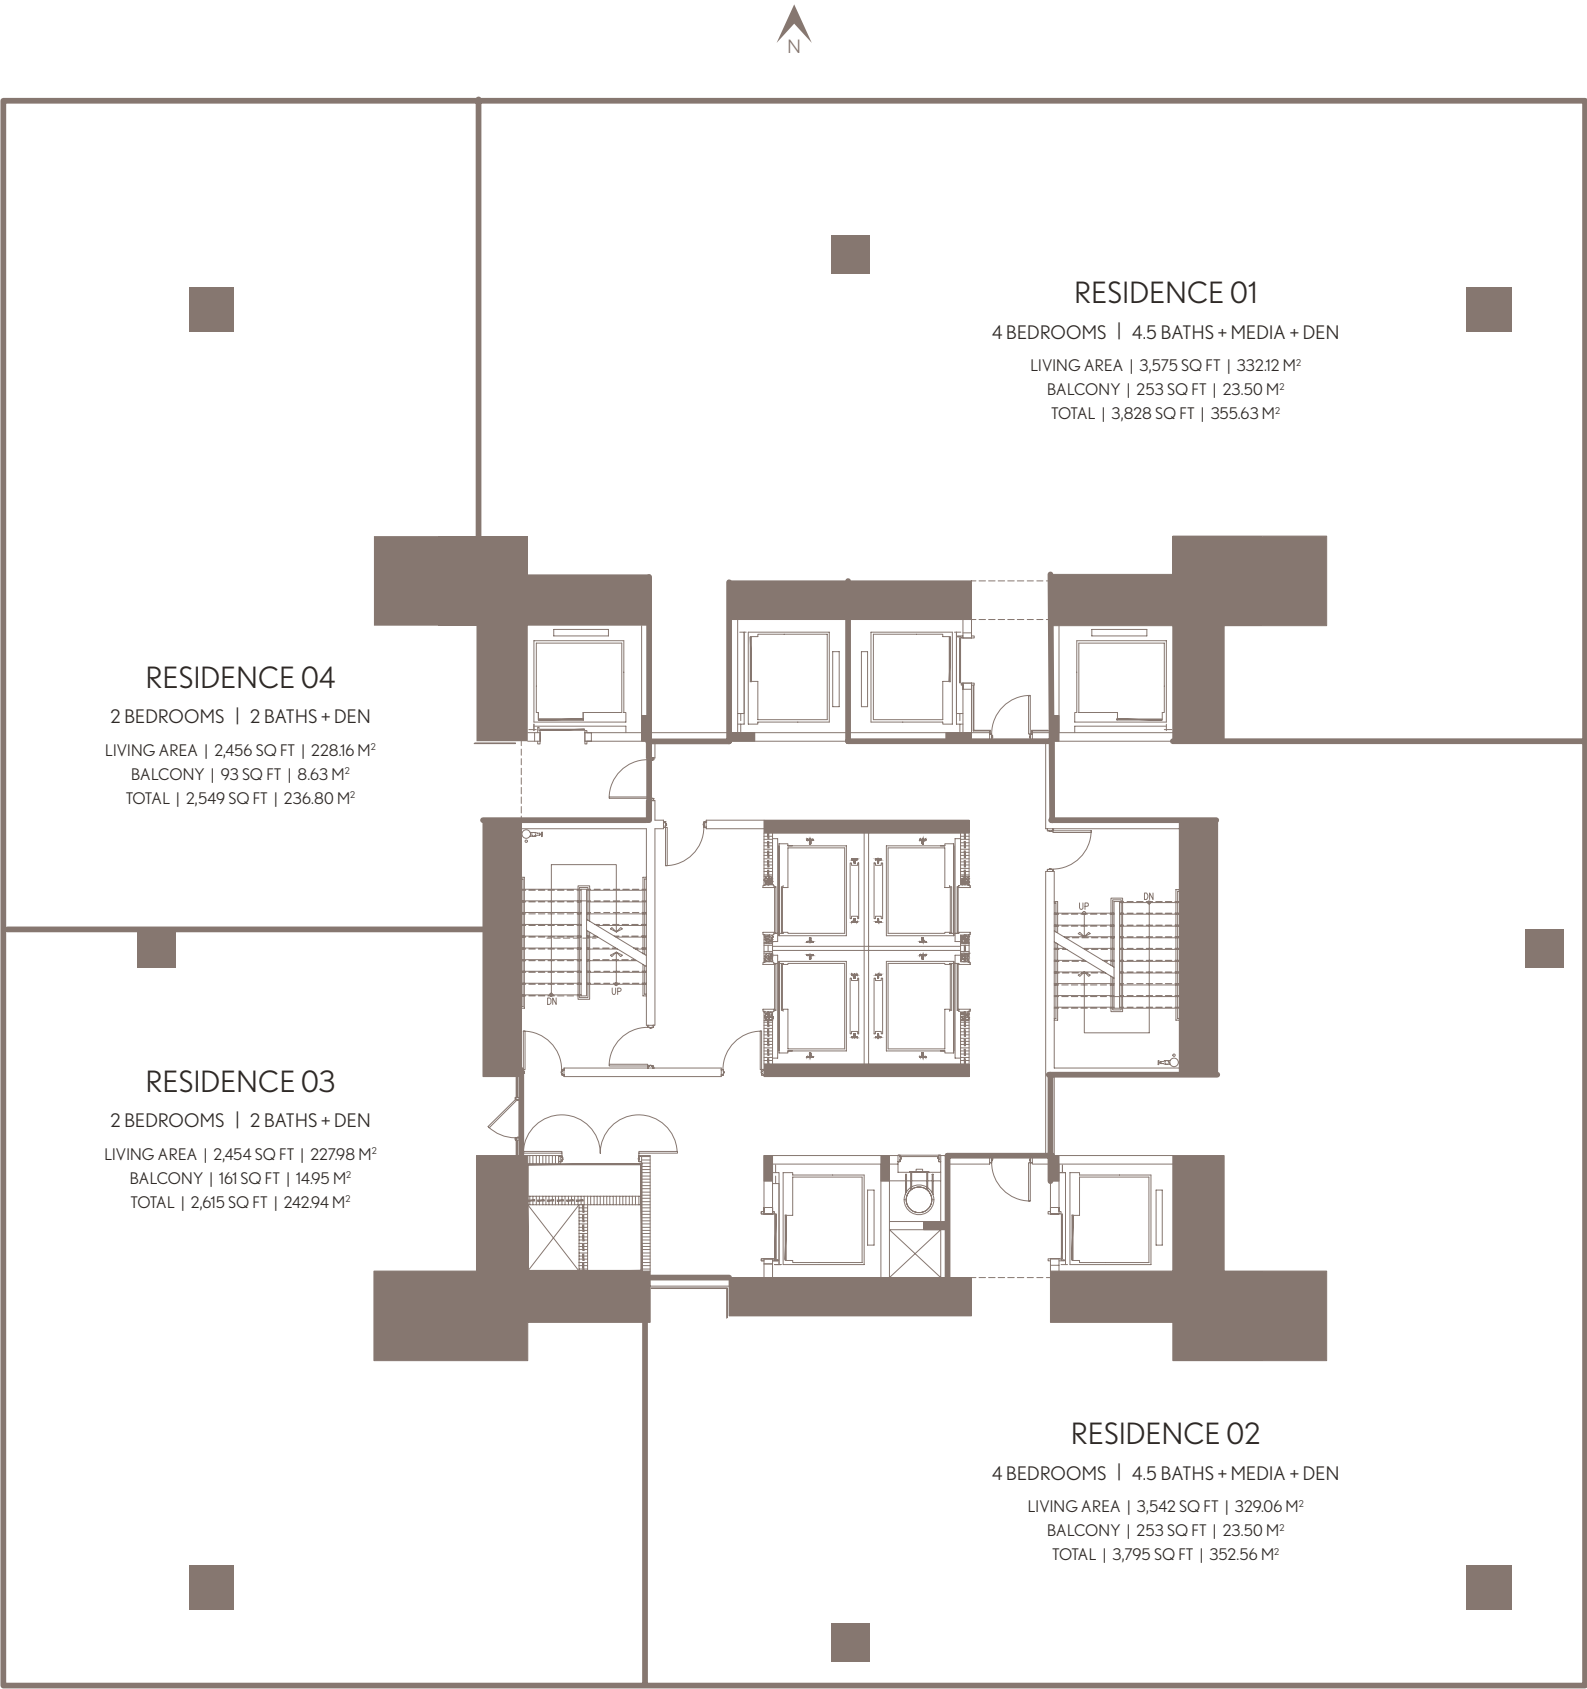 N
RESIDENCE 01
4 BEDROOMS | 4.5 BATHS + MEDIA + DEN
LIVING AREA | 3,575 SQ FT | 332.12 M²
BALCONY | 253 SQ FT | 23.50 M²
TOTAL | 3,828 SQ FT | 355.63 M²
RESIDENCE 04
2 BEDROOMS | 2 BATHS + DEN
LIVING AREA | 2,456 SQ FT | 228.16 M²
BALCONY | 93 SQ FT | 8.63 M²
TOTAL | 2,549 SQ FT | 236.80 M²
UP
DN
DN
UP
RESIDENCE 03
2 BEDROOMS | 2 BATHS + DEN
LIVING AREA | 2,454 SQ FT | 227.98 M²
BALCONY | 161 SQ FT | 14.95 M²
TOTAL | 2,615 SQ FT | 242.94 M²
RESIDENCE 02
4 BEDROOMS | 4.5 BATHS + MEDIA + DEN
LIVING AREA | 3,542 SQ FT | 329.06 M²
BALCONY | 253 SQ FT | 23.50 M²
TOTAL | 3,795 SQ FT | 352.56 M²